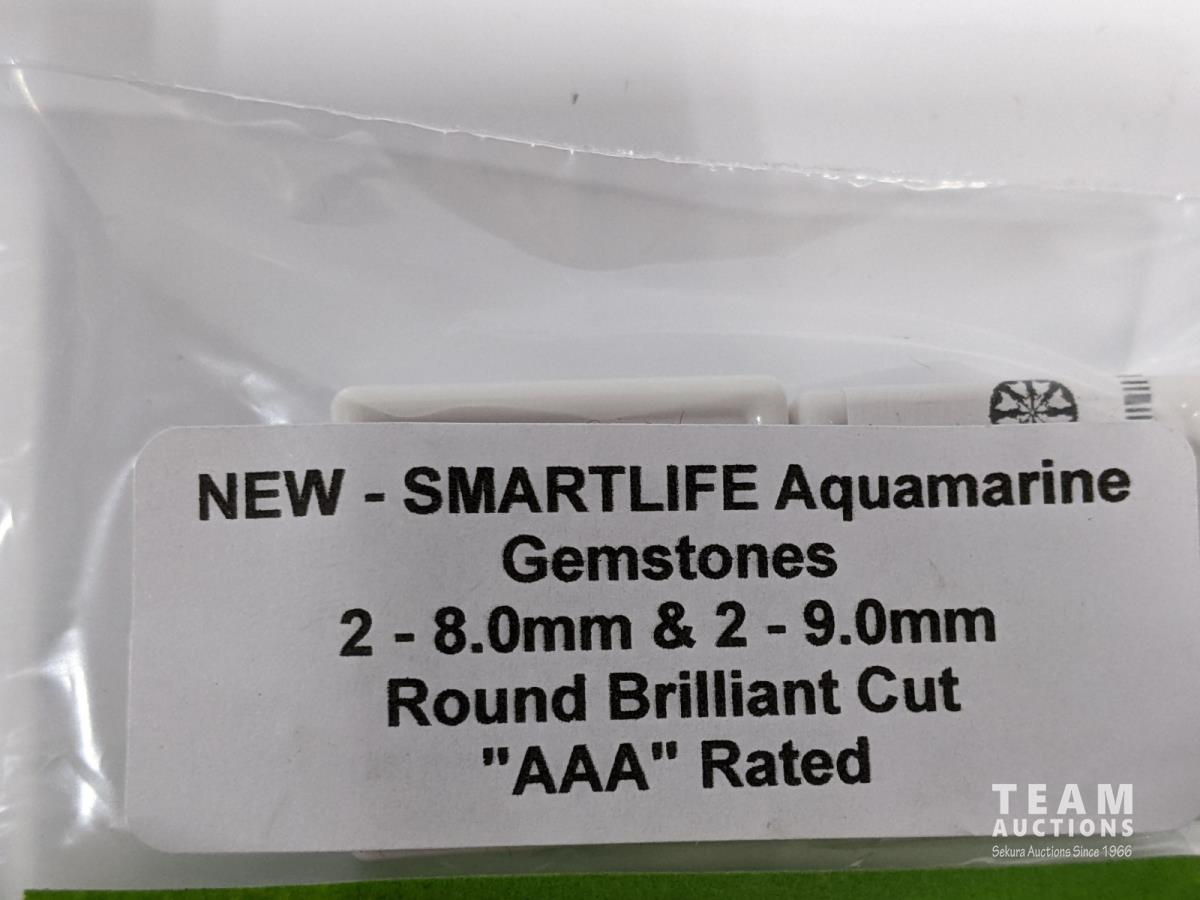 NEW - SMARTLIFE Aquamarine
Gemstones
2 - 8.0mm & 2 - 9.0mm
Round Brilliant Cut
"AAA" Rated
TEAM
AUCTIONS
Sekura Auctions Since 1966